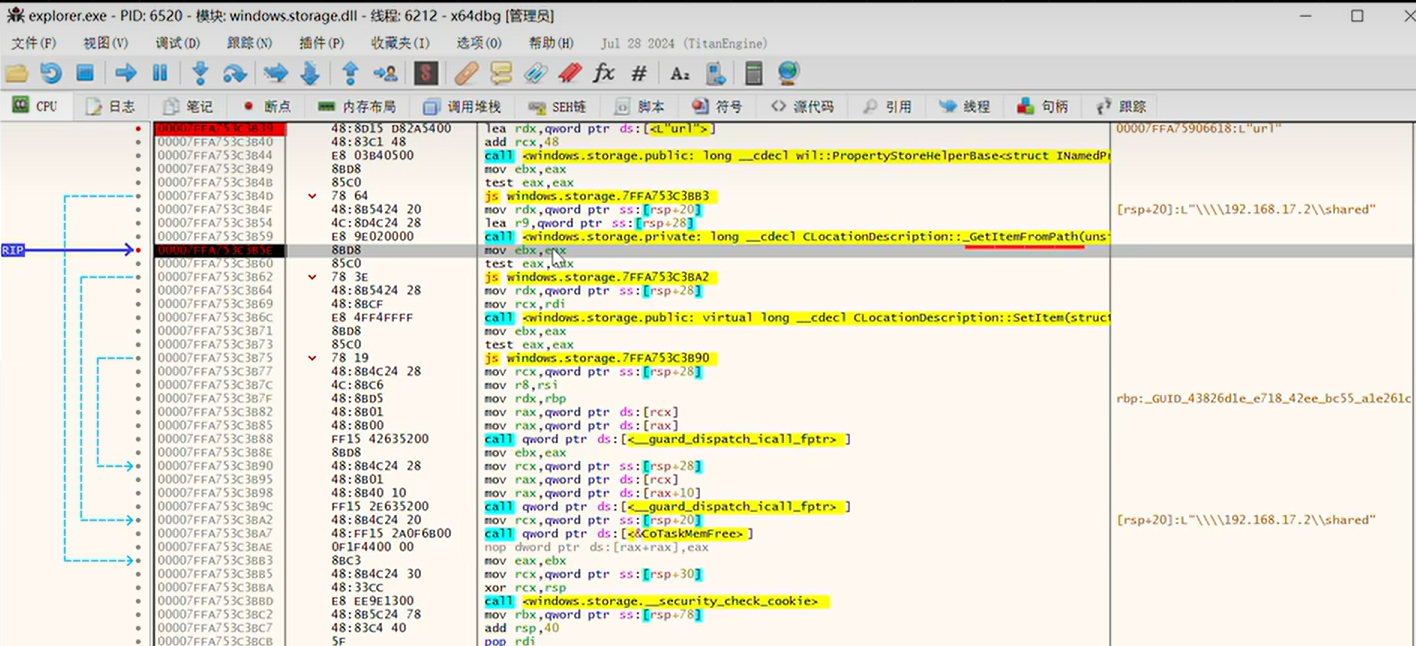 explorer.exe - PID: 6520 - 模块: windows.storage.dll - 线程: 6212 - x64dbg [管理员]
文件(F) 视图(V) 调试(D) 跟踪(N) 插件(P) 收藏夹(I) 选项(O) 帮助(H) Jul 28 2024 (TitanEngine)
CPU 日志 笔记 断点 内存布局 调用堆栈 SEH链 脚本 符号 源代码 引用 线程 句柄 跟踪
00007FFA753C3B39 48:8D15 D82A5400 lea rdx,qword ptr ds:[<L"url">] 00007FFA75906618:L"url"
00007FFA753C3B40 48:83C1 48 add rcx,48
00007FFA753C3B44 E8 03B40500 call <windows.storage.public: long __cdecl wil::PropertyStoreHelperBase<struct INamedPr
00007FFA753C3B49 8BD8 mov ebx,eax
00007FFA753C3B4B 85C0 test eax,eax
00007FFA753C3B4D 78 64 js windows.storage.7FFA753C3BB3
00007FFA753C3B4F 48:8B5424 20 mov rdx,qword ptr ss:[rsp+20] [rsp+20]:L"\\\\192.168.17.2\\shared"
00007FFA753C3B54 4C:8D4C24 28 lea r9,qword ptr ss:[rsp+28]
00007FFA753C3B59 E8 9E020000 call <windows.storage.private: long __cdecl CLocationDescription::_GetItemFromPath(uns
RIP 00007FFA753C3B5E 8BD8 mov ebx,eax
00007FFA753C3B60 85C0 test eax,eax
00007FFA753C3B62 78 3E js windows.storage.7FFA753C3BA2
00007FFA753C3B64 48:8B5424 28 mov rdx,qword ptr ss:[rsp+28]
00007FFA753C3B69 48:8BCF mov rcx,rdi
00007FFA753C3B6C E8 4FF4FFFF call <windows.storage.public: virtual long __cdecl CLocationDescription::SetItem(struct
00007FFA753C3B71 8BD8 mov ebx,eax
00007FFA753C3B73 85C0 test eax,eax
00007FFA753C3B75 78 19 js windows.storage.7FFA753C3B90
00007FFA753C3B77 48:8B4C24 28 mov rcx,qword ptr ss:[rsp+28]
00007FFA753C3B7C 4C:8BC6 mov r8,rsi
00007FFA753C3B7F 48:8BD5 mov rdx,rbp rbp:_GUID_43826d1e_e718_42ee_bc55_a1e261c
00007FFA753C3B82 48:8B01 mov rax,qword ptr ds:[rcx]
00007FFA753C3B85 48:8B00 mov rax,qword ptr ds:[rax]
00007FFA753C3B88 FF15 42635200 call qword ptr ds:[<__guard_dispatch_icall_fptr>]
00007FFA753C3B8E 8BD8 mov ebx,eax
00007FFA753C3B90 48:8B4C24 28 mov rcx,qword ptr ss:[rsp+28]
00007FFA753C3B95 48:8B01 mov rax,qword ptr ds:[rcx]
00007FFA753C3B98 48:8B40 10 mov rax,qword ptr ds:[rax+10]
00007FFA753C3B9C FF15 2E635200 call qword ptr ds:[<__guard_dispatch_icall_fptr>]
00007FFA753C3BA2 48:8B4C24 20 mov rcx,qword ptr ss:[rsp+20] [rsp+20]:L"\\\\192.168.17.2\\shared"
00007FFA753C3BA7 48:FF15 2A0F6B00 call qword ptr ds:[<&CoTaskMemFree>]
00007FFA753C3BAE 0F1F4400 00 nop dword ptr ds:[rax+rax],eax
00007FFA753C3BB3 8BC3 mov eax,ebx
00007FFA753C3BB5 48:8B4C24 30 mov rcx,qword ptr ss:[rsp+30]
00007FFA753C3BBA 48:33CC xor rcx,rsp
00007FFA753C3BBD E8 EE9E1300 call <windows.storage.__security_check_cookie>
00007FFA753C3BC2 48:8B5C24 78 mov rbx,qword ptr ss:[rsp+78]
00007FFA753C3BC7 48:83C4 40 add rsp,40
00007FFA753C3BCB 5F pop rdi